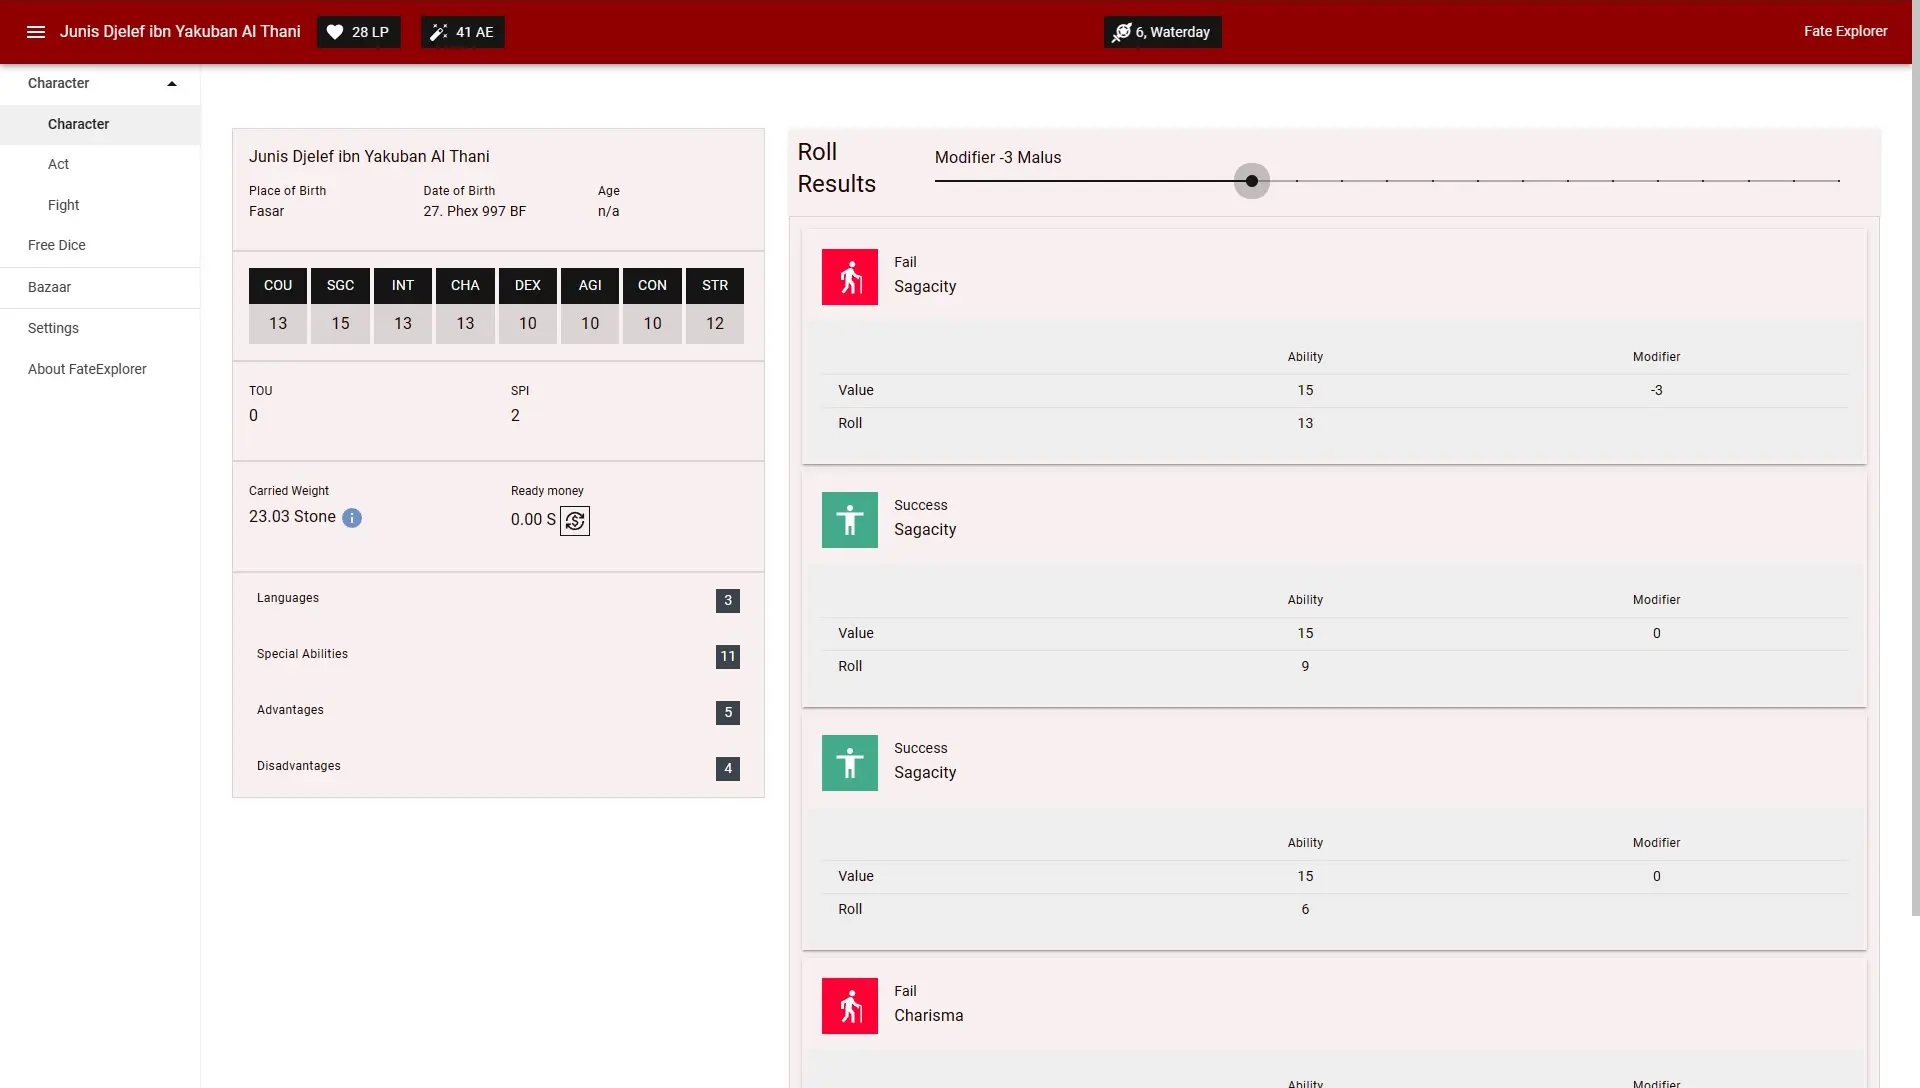 Junis Djelef ibn Yakuban Al Thani
28 LP
41 AE
6, Waterday
Fate Explorer
Character
Character
Act
Fight
Free Dice
Bazaar
Settings
About FateExplorer
Junis Djelef ibn Yakuban Al Thani
Place of Birth Date of Birth Age
Fasar 27. Phex 997 BF n/a
COU SGC INT CHA DEX AGI CON STR
13 15 13 13 10 10 10 12
TOU SPI
0 2
Carried Weight Ready money
23.03 Stone i 0.00 S
Languages 3
Special Abilities 11
Advantages 5
Disadvantages 4
Roll
Results
Modifier -3 Malus
Fail
Sagacity
Ability Modifier
Value 15 -3
Roll 13
Success
Sagacity
Ability Modifier
Value 15 0
Roll 9
Success
Sagacity
Ability Modifier
Value 15 0
Roll 6
Fail
Charisma
Ability Modifier